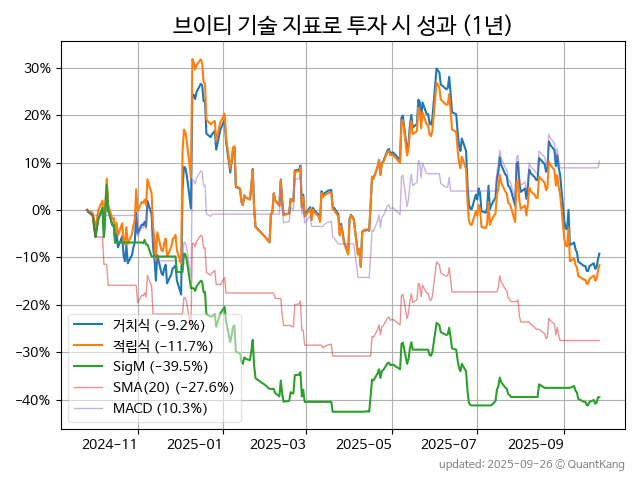 브이티 기술 지표로 투자 시 성과 (1년)
30%
20%
10%
0%
−10%
−20%
−30%
−40%
거치식 (−9.2%)
적립식 (−11.7%)
SigM (−39.5%)
SMA(20) (−27.6%)
MACD (10.3%)
2024-11
2025-01
2025-03
2025-05
2025-07
2025-09
updated: 2025-09-26 © QuantKang